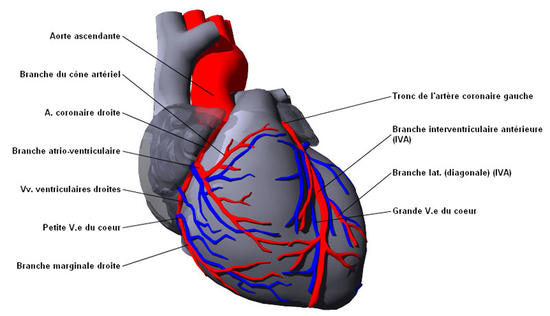 Aorte ascendante
Branche du cône artériel
A. coronaire droite
Branche atrio-ventriculaire
Vv. ventriculaires droites
Petite V.e du coeur
Branche marginale droite
Tronc de l'artère coronaire gauche
Branche interventriculaire antérieure
(IVA)
Branche lat. (diagonale) (IVA)
Grande V.e du coeur